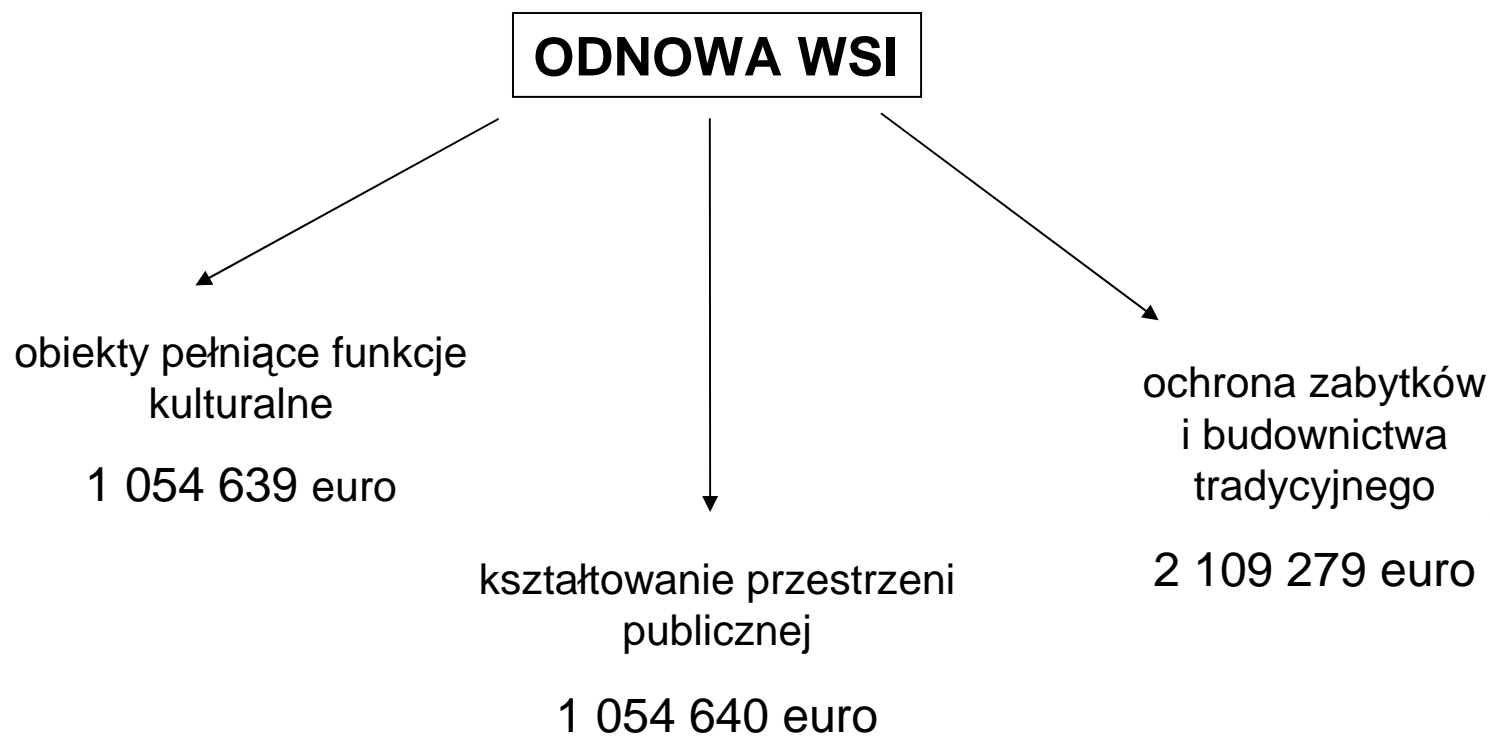 ODNOWA WSI
obiekty pełniące funkcje
kulturalne
1 054 639 euro
kształtowanie przestrzeni
publicznej
1 054 640 euro
ochrona zabytków
i budownictwa
tradycyjnego
2 109 279 euro